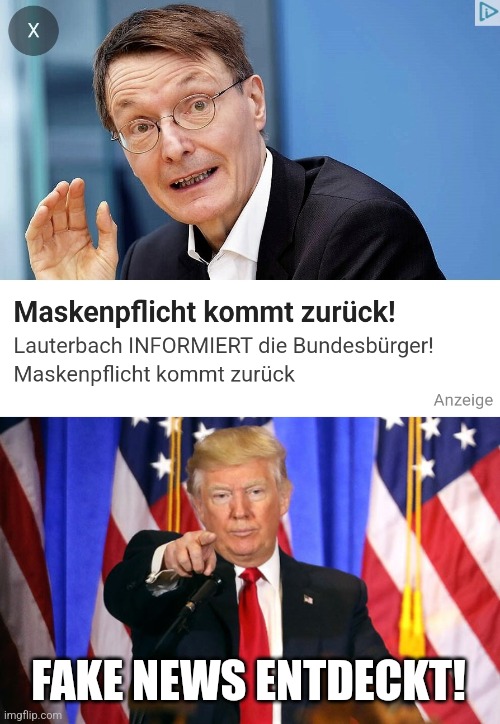 X
Maskenpflicht kommt zurück!
Lauterbach INFORMIERT die Bundesbürger!
Maskenpflicht kommt zurück
Anzeige
FAKE NEWS ENTDECKT!
imgflip.com